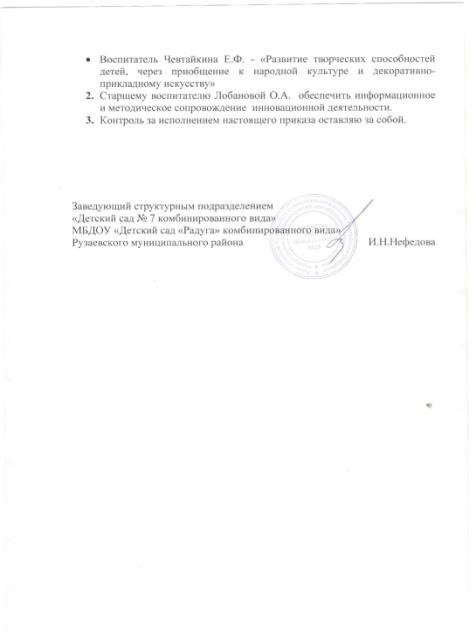 • Воспитатель Чевтайкина Е.Ф. - «Развитие творческих способностей
детей, через приобщение к народной культуре и декоративно-
прикладному искусству»
2. Старшему воспитателю Лобановой О.А. обеспечить информационное
и методическое сопровождение инновационной деятельности.
3. Контроль за исполнением настоящего приказа оставляю за собой.
Заведующий структурным подразделением
«Детский сад № 7 комбинированного вида»
МБДОУ «Детский сад «Радуга» комбинированного вида»
Рузаевского муниципального района И.Н.Нефедова